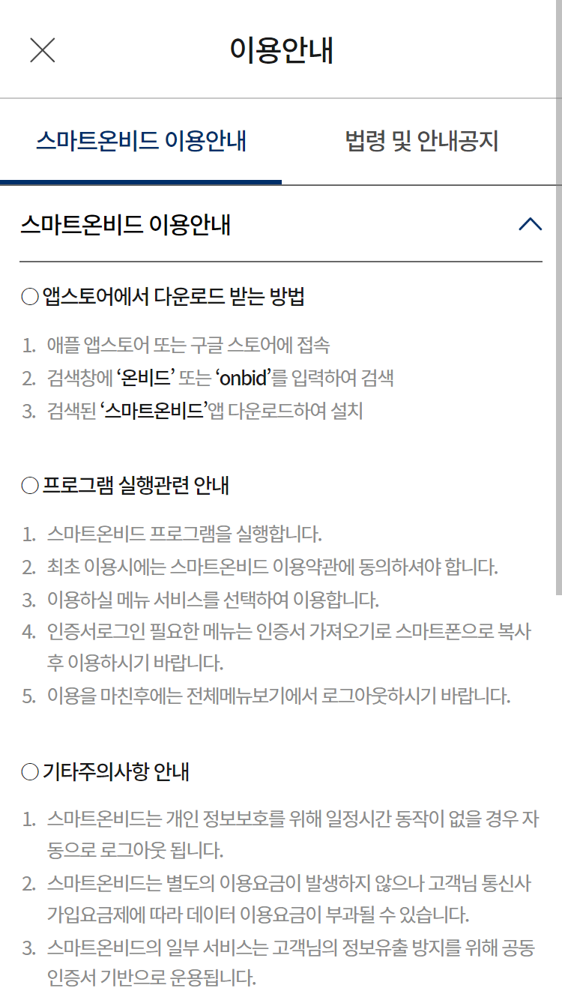 이용안내
스마트온비드 이용안내
법령 및 안내공지
스마트온비드 이용안내
○ 앱스토어에서 다운로드 받는 방법
1. 애플 앱스토어 또는 구글 스토어에 접속
2. 검색창에 ‘온비드’ 또는 ‘onbid’를 입력하여 검색
3. 검색된 ‘스마트온비드’앱 다운로드하여 설치
○ 프로그램 실행관련 안내
1. 스마트온비드 프로그램을 실행합니다.
2. 최초 이용시에는 스마트온비드 이용약관에 동의하셔야 합니다.
3. 이용하실 메뉴 서비스를 선택하여 이용합니다.
4. 인증서로그인 필요한 메뉴는 인증서 가져오기로 스마트폰으로 복사
후 이용하시기 바랍니다.
5. 이용을 마친후에는 전체메뉴보기에서 로그아웃하시기 바랍니다.
○ 기타주의사항 안내
1. 스마트온비드는 개인 정보보호를 위해 일정시간 동작이 없을 경우 자
동으로 로그아웃 됩니다.
2. 스마트온비드는 별도의 이용요금이 발생하지 않으나 고객님 통신사
가입요금제에 따라 데이터 이용요금이 부과될 수 있습니다.
3. 스마트온비드의 일부 서비스는 고객님의 정보유출 방지를 위해 공동
인증서 기반으로 운용됩니다.